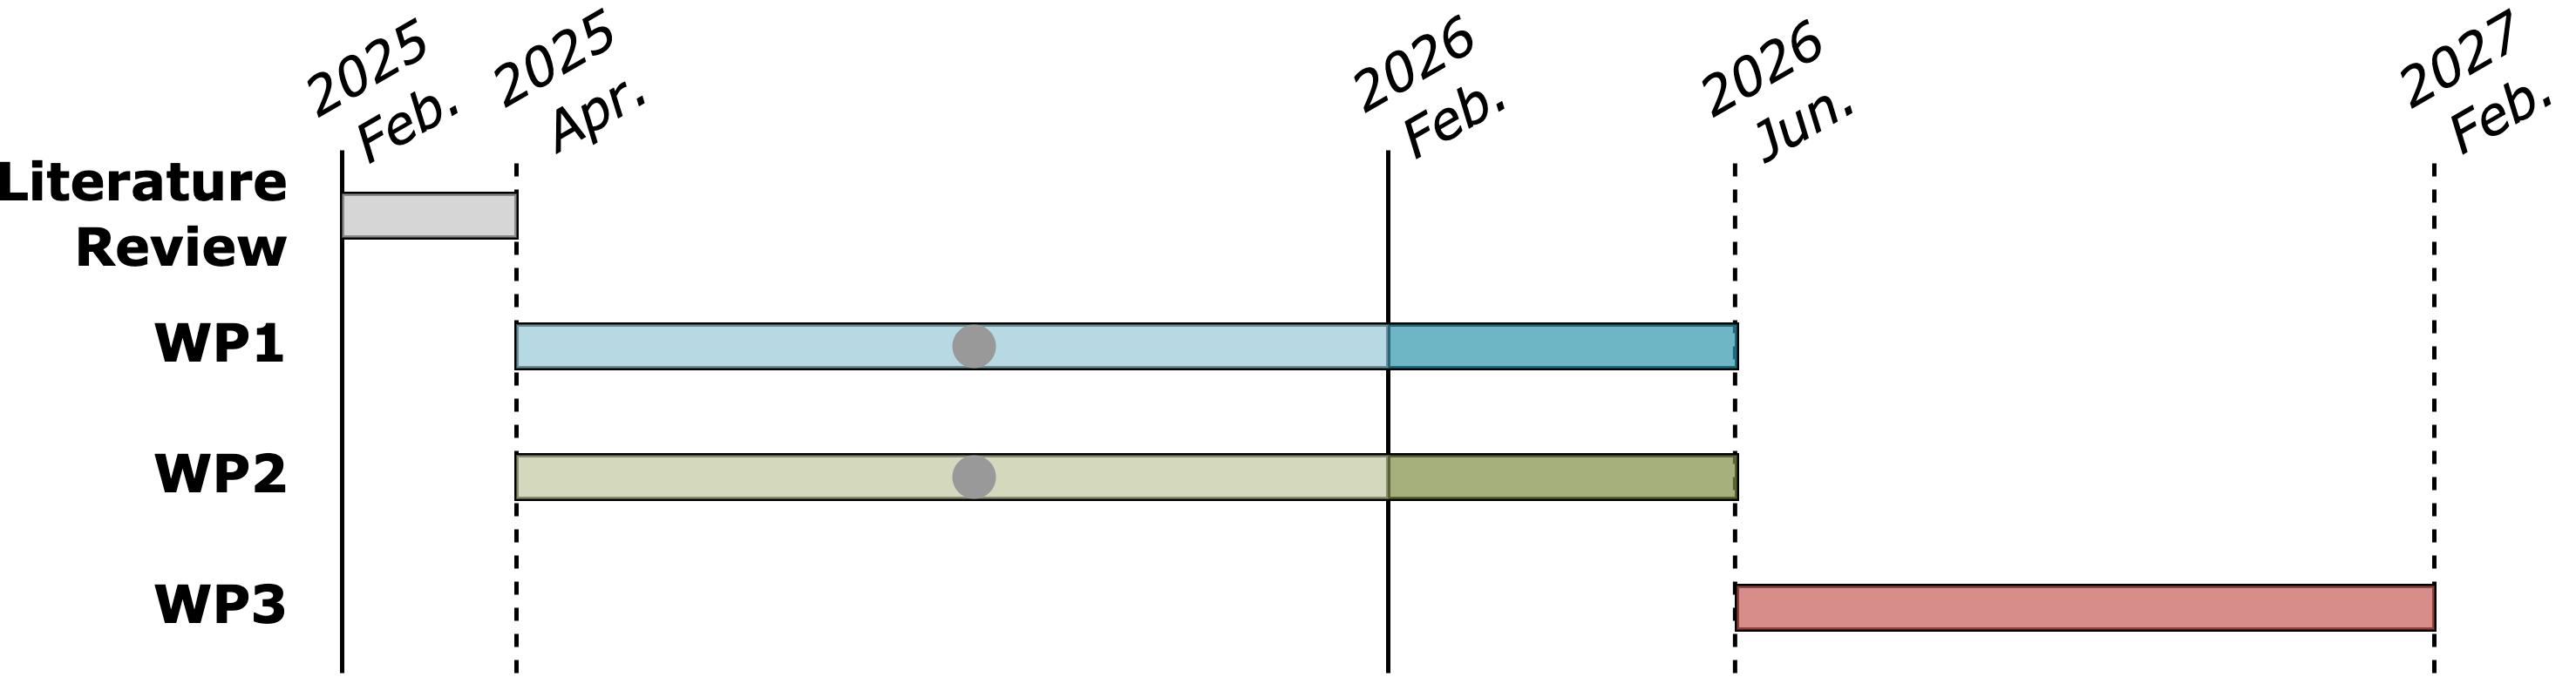 2025
Feb.
2025
Apr.
2026
Feb.
2026
Jun.
2027
Feb.
Literature
Review
WP1
WP2
WP3